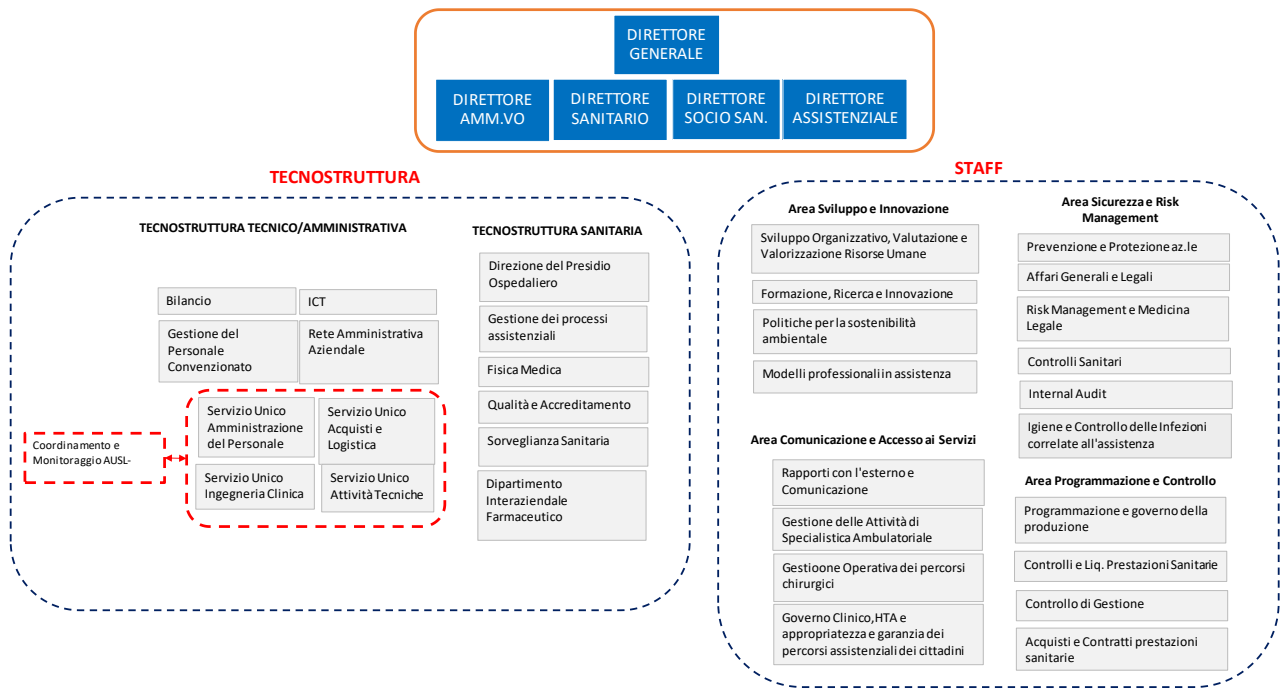 DIRETTORE
GENERALE
DIRETTORE
AMM.VO
DIRETTORE
SANITARIO
DIRETTORE
SOCIO SAN.
DIRETTORE
ASSISTENZIALE
TECNOSTRUTTURA
TECNOSTRUTTURA TECNICO/AMMINISTRATIVA
Bilancio
ICT
Gestione del
Personale
Convenzionato
Rete Amministrativa
Aziendale
Servizio Unico
Amministrazione
del Personale
Servizio Unico
Acquisti e
Logistica
Servizio Unico
Ingegneria Clinica
Servizio Unico
Attività Tecniche
Coordinamento e
Monitoraggio AUSL-
TECNOSTRUTTURA SANITARIA
Direzione del Presidio
Ospedaliero
Gestione dei processi
assistenziali
Fisica Medica
Qualità e Accreditamento
Sorveglianza Sanitaria
Dipartimento
Interaziendale
Farmaceutico
STAFF
Area Sviluppo e Innovazione
Sviluppo Organizzativo, Valutazione e
Valorizzazione Risorse Umane
Formazione, Ricerca e Innovazione
Politiche per la sostenibilità
ambientale
Modelli professionali in assistenza
Area Comunicazione e Accesso ai Servizi
Rapporti con l'esterno e
Comunicazione
Gestione delle Attività di
Specialistica Ambulatoriale
Gestioone Operativa dei percorsi
chirurgici
Governo Clinico,HTA e
appropriatezza e garanzia dei
percorsi assistenziali dei cittadini
Area Sicurezza e Risk
Management
Prevenzione e Protezione az.le
Affari Generali e Legali
Risk Management e Medicina
Legale
Controlli Sanitari
Internal Audit
Igiene e Controllo delle Infezioni
correlate all'assistenza
Area Programmazione e Controllo
Programmazione e governo della
produzione
Controlli e Liq. Prestazioni Sanitarie
Controllo di Gestione
Acquisti e Contratti prestazioni
sanitarie